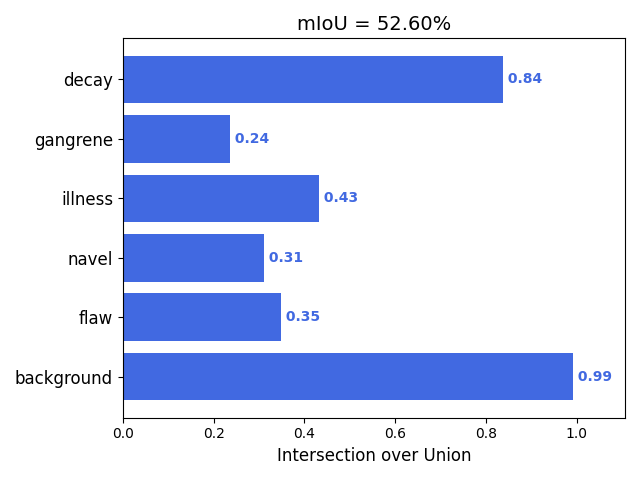 mIoU = 52.60%
decay
0.84
gangrene
0.24
illness
0.43
navel
0.31
flaw
0.35
background
0.99
0.0 0.2 0.4 0.6 0.8 1.0
Intersection over Union